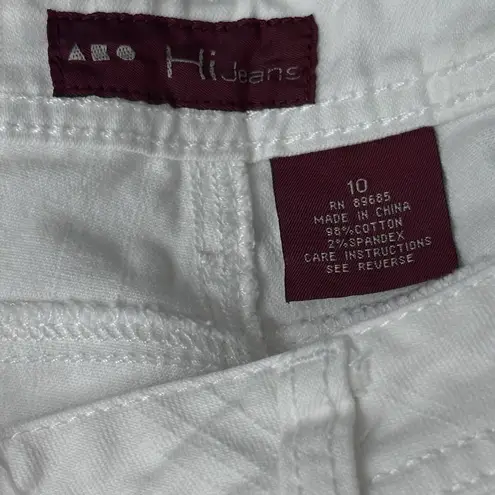 Hi Jeans
10
RN 89685
MADE IN CHINA
98%COTTON
2%SPANDEX
CARE INSTRUCTIONS
SEE REVERSE